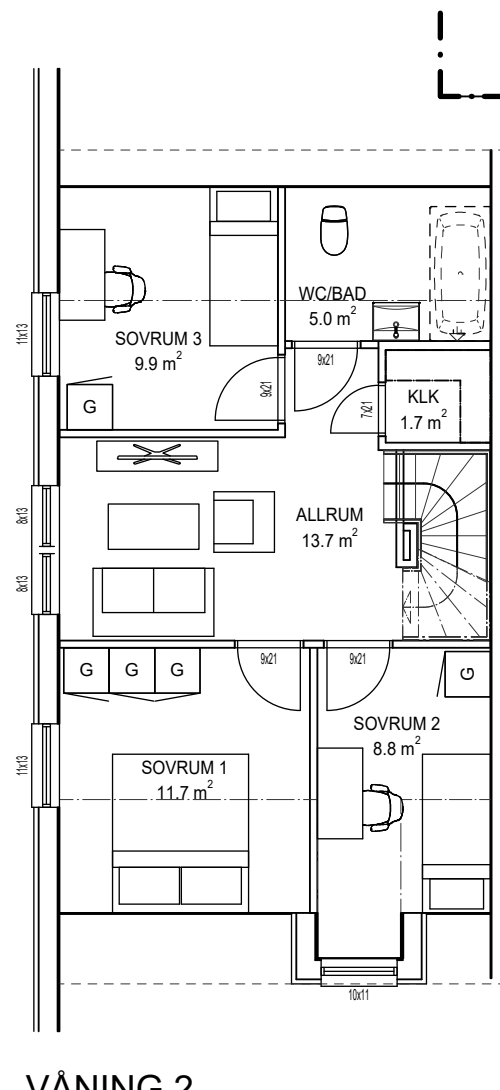 WC/BAD
5.0 m²
11x13
SOVRUM 3
9.9 m²
9x21
9x21
7x21
KLK
1.7 m²
G
8x13
8x13
ALLRUM
13.7 m²
9x21
9x21
G G G
G
11x13
SOVRUM 1
11.7 m²
SOVRUM 2
8.8 m²
10x11
VÅNING 2